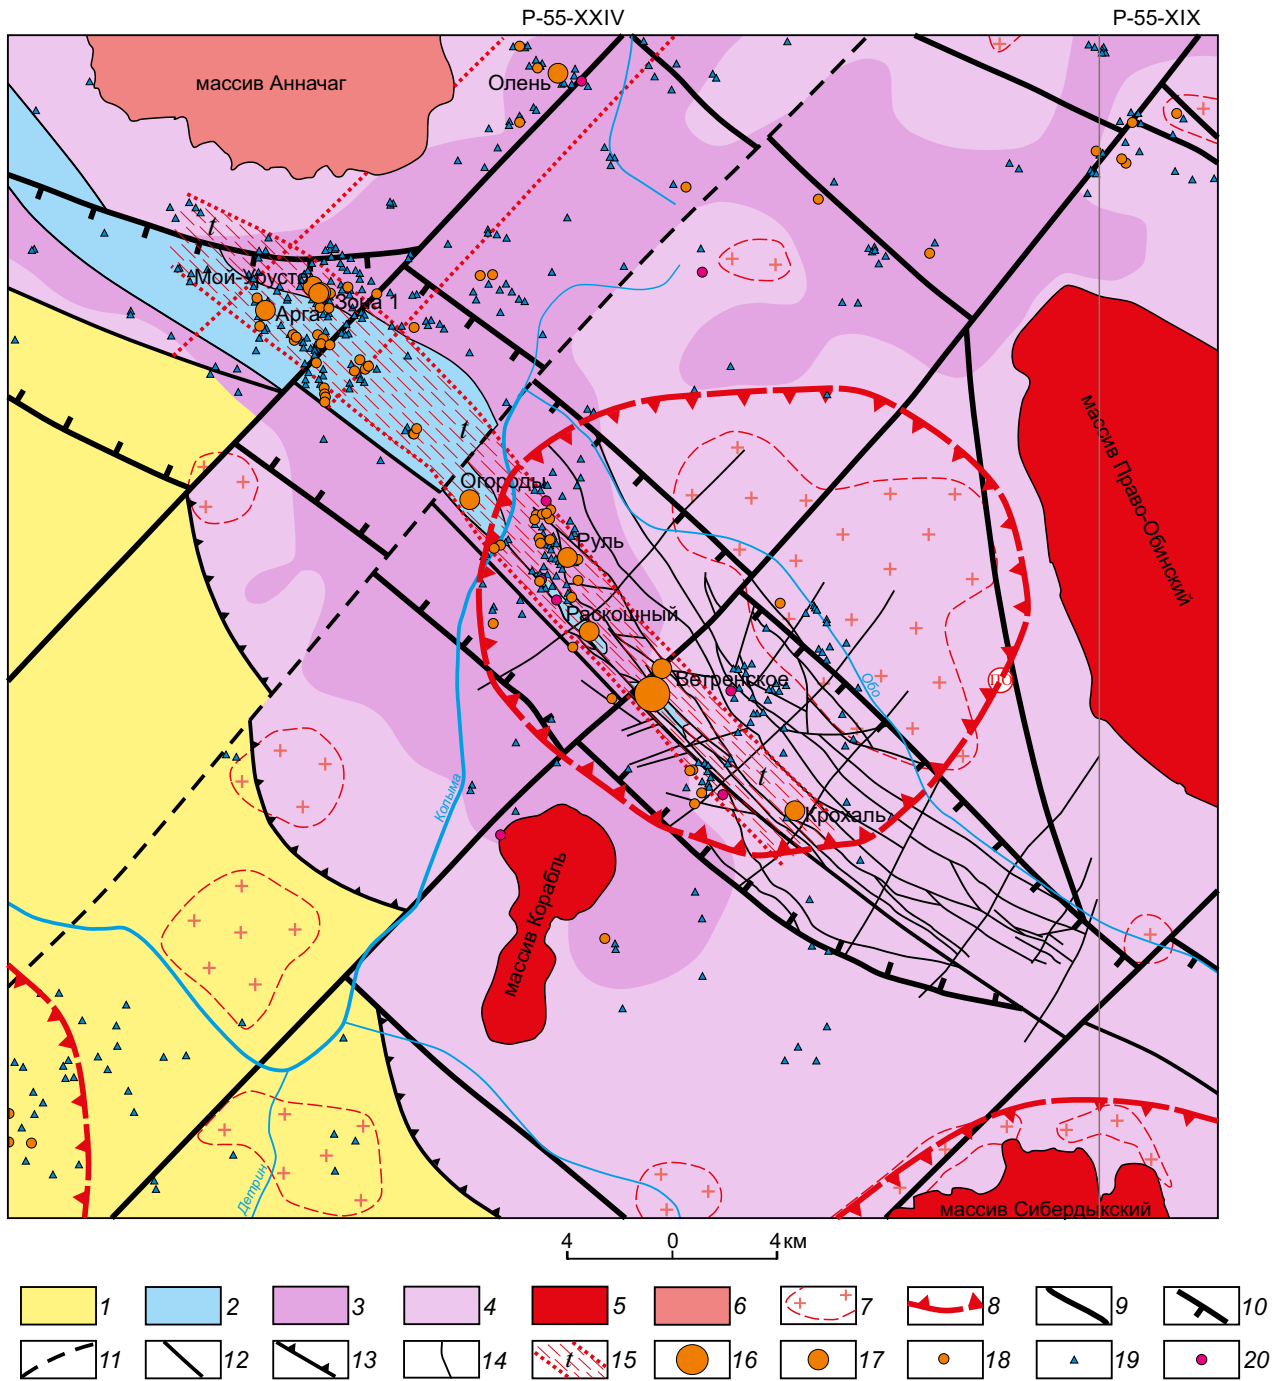 P-55-XXIV
P-55-XIX
массив Анначаг
Олень
t
Мой-Урустс
Зона 1
Арга
массив Право-Обинский
t
Огороды
Руль
Раскошный
Ветренское
ПО
Обо
t
Колыма
Крохаль
массив Корабль
Детрин
массив Сибердыкский
4 0 4 км
1 2 3 4 5 6 7 8 9 10
11 12 13 14 t 15 16 17 18 19 20